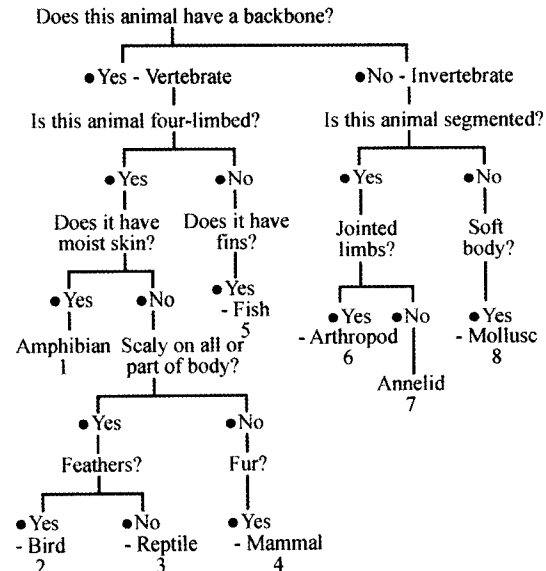 Does this animal have a backbone?
●Yes - Vertebrate ●No - Invertebrate
Is this animal four-limbed? Is this animal segmented?
●Yes ●No ●Yes ●No
Does it have Does it have Jointed Soft
moist skin? fins? limbs? body?
●Yes ●No ●Yes ●Yes ●No ●Yes
- Fish - Arthropod - Mollusc
5 6 8
Amphibian Scaly on all or Annelid
1 part of body? 7
●Yes ●No
Feathers? Fur?
●Yes ●No ●Yes
- Bird - Reptile - Mammal
2 3 4